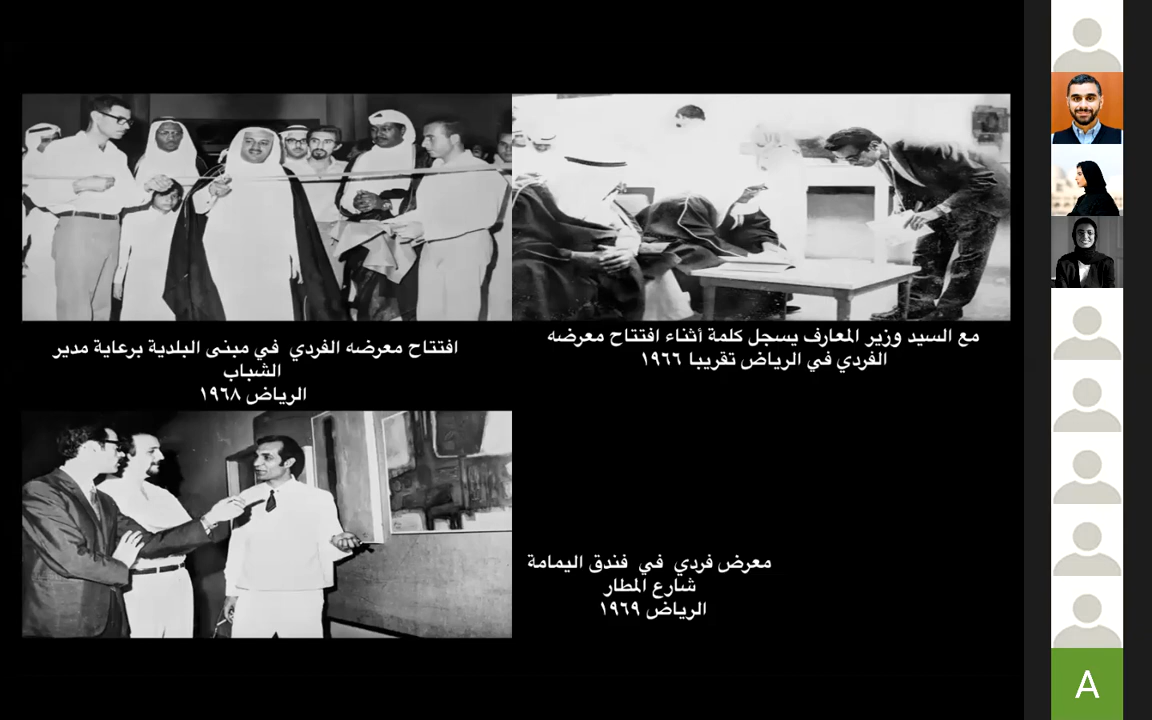 مع السيد وزير المعارف يسجل كلمة أثناء افتتاح معرضه
الفردي في الرياض تقريبا ١٩٦٦
افتتاح معرضه الفردي في مبنى البلدية برعاية مدير
الشباب
الرياض ١٩٦٨
معرض فردي في فندق اليمامة
شارع المطار
الرياض ١٩٦٩
A